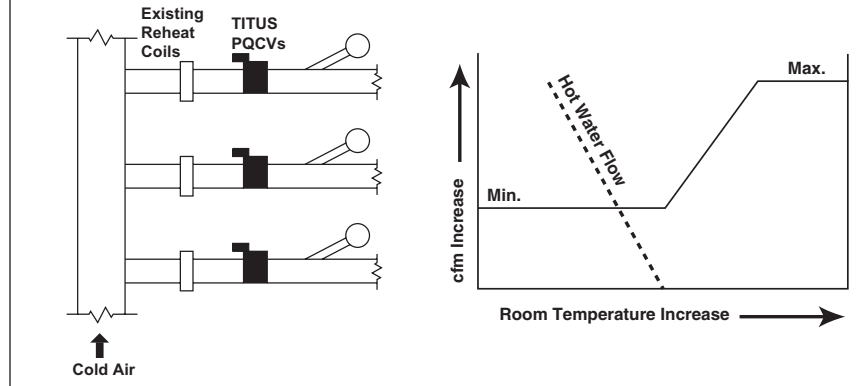 Existing
Reheat
Coils
TITUS
PQCVs
Cold Air
Max.
Hot Water Flow
Min.
cfm Increase
Room Temperature Increase